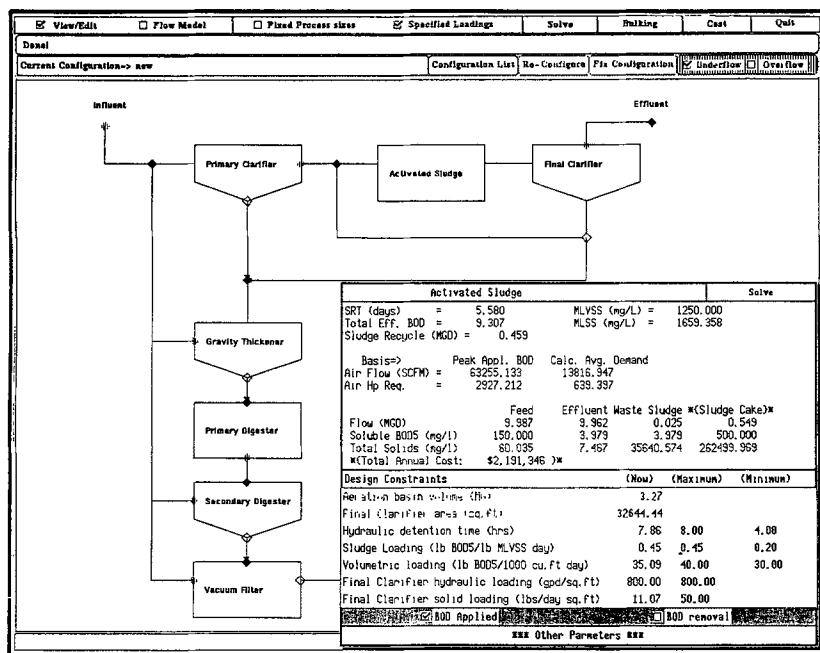 View/Edit Flow Model Fixed Process sizes Specified Loadings Solve Bulking Cost Quit
Done!
Current Configuration=> new Configuration List Re-Configure Fix Configuration Underflow Overflow
Influent Effluent
Primary Clarifier Activated Sludge Final Clarifier
Gravity Thickener
Primary Digester
Secondary Digester
Vacuum Filter
Activated Sludge Solve
SRT (days) = 5.580 MLVSS (mg/L) = 1250.000
Total Eff. BOD = 9.307 MLSS (mg/L) = 1659.358
Sludge Recycle (MGD) = 0.459
Basis=> Peak Appl. BOD Calc. Avg. Demand
Air Flow (SCFM) = 63255.133 13816.947
Air Hp Req. = 2927.212 639.397
Feed Effluent Waste Sludge *(Sludge Cake)*
Flow (MGD) 9.987 9.962 0.025 0.549
Soluble BOD5 (mg/l) 150.000 3.979 3.979 500.000
Total Solids (mg/l) 60.035 7.467 35640.574 262499.969
*(Total Annual Cost: $2,191,346 )*
Design Constraints (Now) (Maximum) (Minimum)
Aeration basin volume 3.27
Final Clarifier area (sq.ft) 32644.44
Hydraulic detention time (hrs) 7.86 8.00 4.08
Sludge Loading (lb BOD5/lb MLVSS day) 0.45 0.45 0.20
Volumetric loading (lb BOD5/1000 cu.ft day) 35.09 40.00 30.00
Final Clarifier hydraulic loading (gpd/sq.ft) 800.00 800.00
Final Clarifier solid loading (lbs/day sq.ft) 11.07 50.00
BOD Applied BOD removal
*** Other Parmeters ***